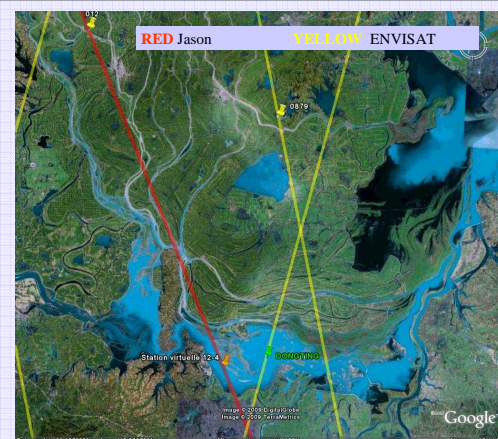 012
RED Jason YELLOW ENVISAT
0879
Station virtuelle 12-4
DONGTING
Image © 2009 DigitalGlobe
Image © 2009 TerraMetrics
Google